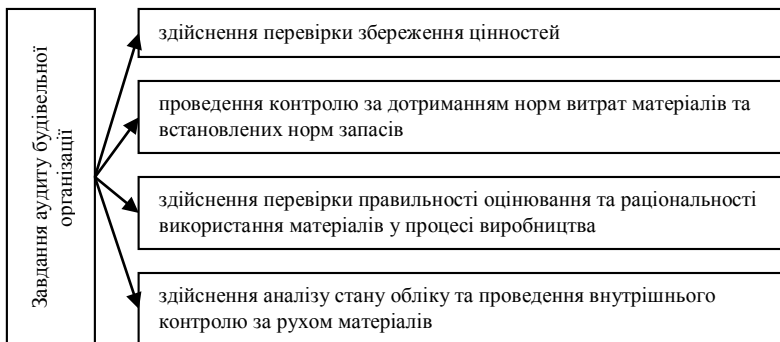 Завдання аудиту будівельної
організації
здійснення перевірки збереження цінностей
проведення контролю за дотриманням норм витрат матеріалів та
встановлених норм запасів
здійснення перевірки правильності оцінювання та раціональності
використання матеріалів у процесі виробництва
здійснення аналізу стану обліку та проведення внутрішнього
контролю за рухом матеріалів